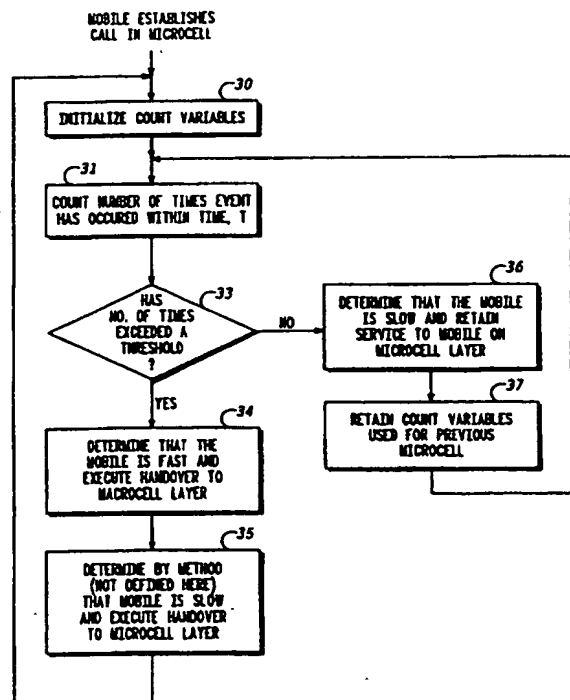 MOBILE ESTABLISHES
CALL IN MICROCELL
30
INITIALIZE COUNT VARIABLES
31
COUNT NUMBER OF TIMES EVENT
HAS OCCURED WITHIN TIME, T
33
HAS
NO. OF TIMES
EXCEEDED A
THRESHOLD
?
NO
36
DETERMINE THAT THE MOBILE
IS SLOW AND RETAIN
SERVICE TO MOBILE ON
MICROCELL LAYER
37
RETAIN COUNT VARIABLES
USED FOR PREVIOUS
MICROCELL
YES
34
DETERMINE THAT THE
MOBILE IS FAST AND
EXECUTE HANDOVER TO
MACROCELL LAYER
35
DETERMINE BY METHOD
(NOT DEFINED HERE)
THAT MOBILE IS SLOW
AND EXECUTE HANDOVER
TO MICROCELL LAYER